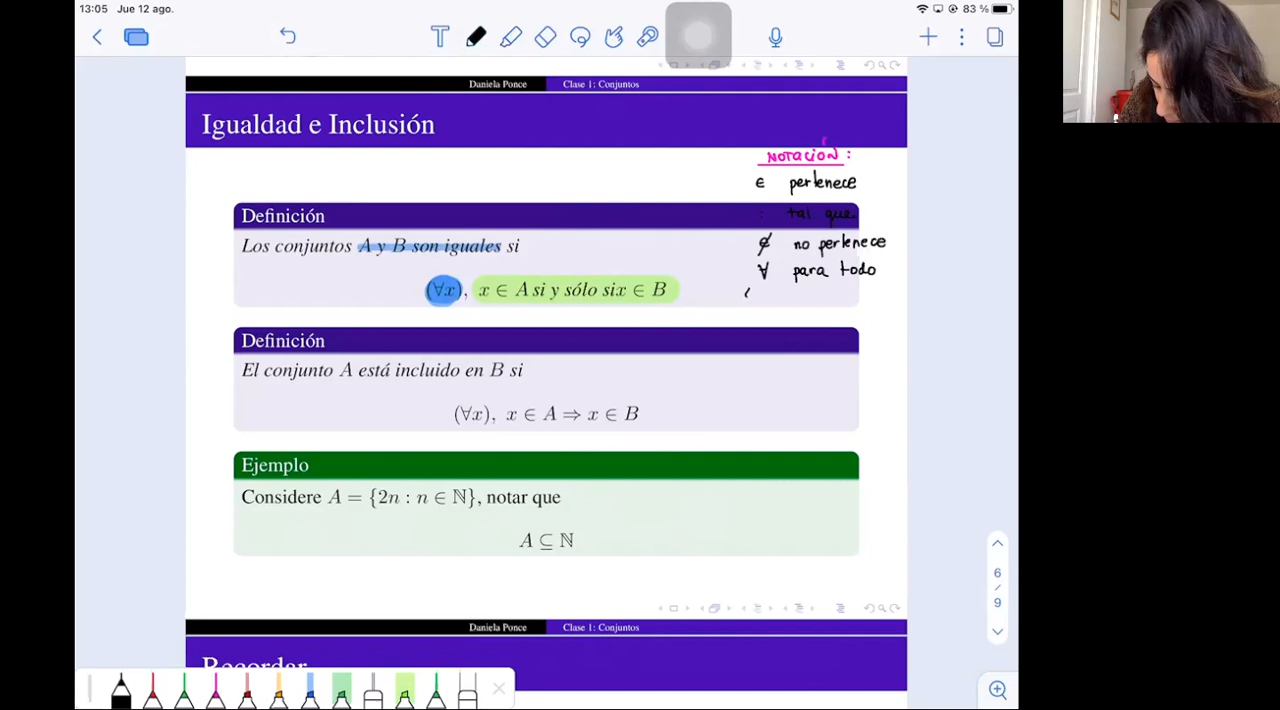 13:05 Jue 12 ago.
83 %
Daniela Ponce Clase 1: Conjuntos
Igualdad e Inclusión
NOTACIÓN:
∈ pertenece
: tal que
∉ no pertenece
∀ para todo
Definición
Los conjuntos A y B son iguales si
(∀x), x ∈ A si y sólo six ∈ B
Definición
El conjunto A está incluido en B si
(∀x), x ∈ A ⇒ x ∈ B
Ejemplo
Considere A = {2n : n ∈ ℕ}, notar que
A ⊆ ℕ
6
/
9
Daniela Ponce Clase 1: Conjuntos
Recordar